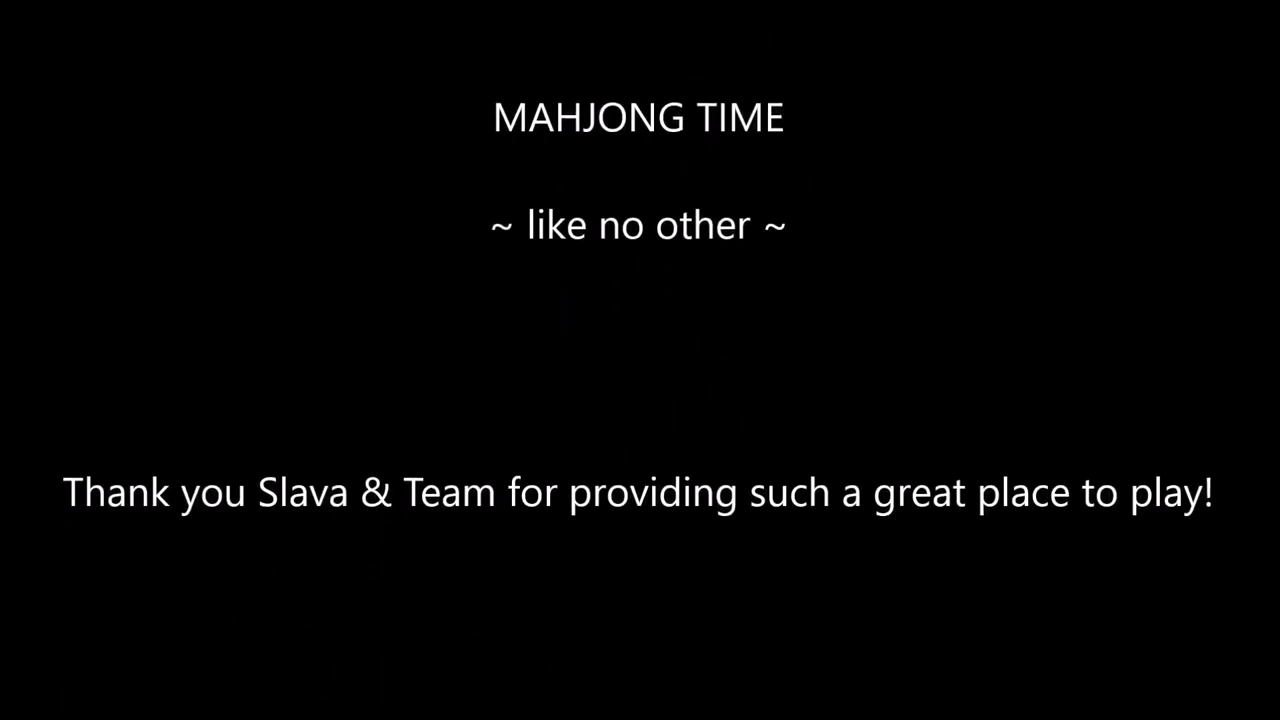 MAHJONG TIME
~ like no other ~
Thank you Slava & Team for providing such a great place to play!